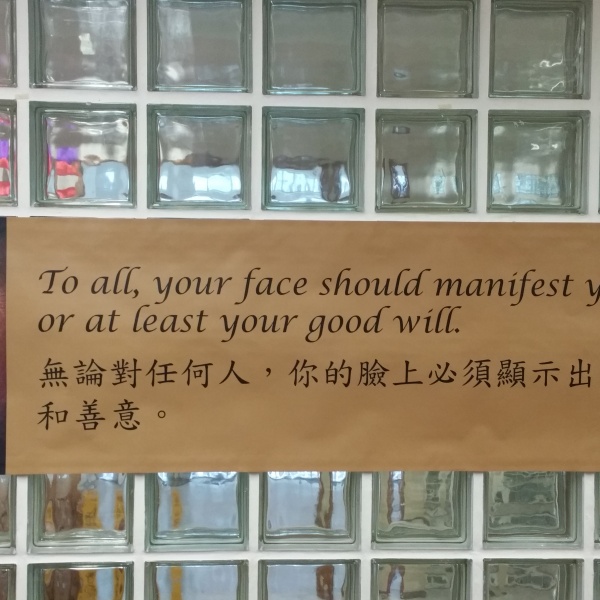 To all, your face should manifest
or at least your good will.
無論對任何人，你的臉上必須顯示出
和善意。